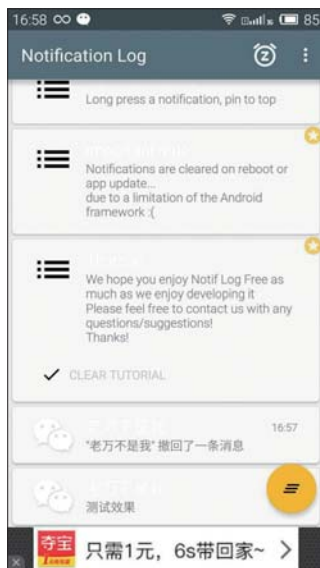 16:58
85
Notification Log
Long press a notification, pin to top
Notifications are cleared on reboot or
app update...
due to a limitation of the Android
framework :(
We hope you enjoy Notif Log Free as
much as we enjoy developing it
Please feel free to contact us with any
questions/suggestions!
Thanks!
CLEAR TUTORIAL
16:57
"老万不是我" 撤回了一条消息
测试效果
夺宝
只需1元，6s带回家~